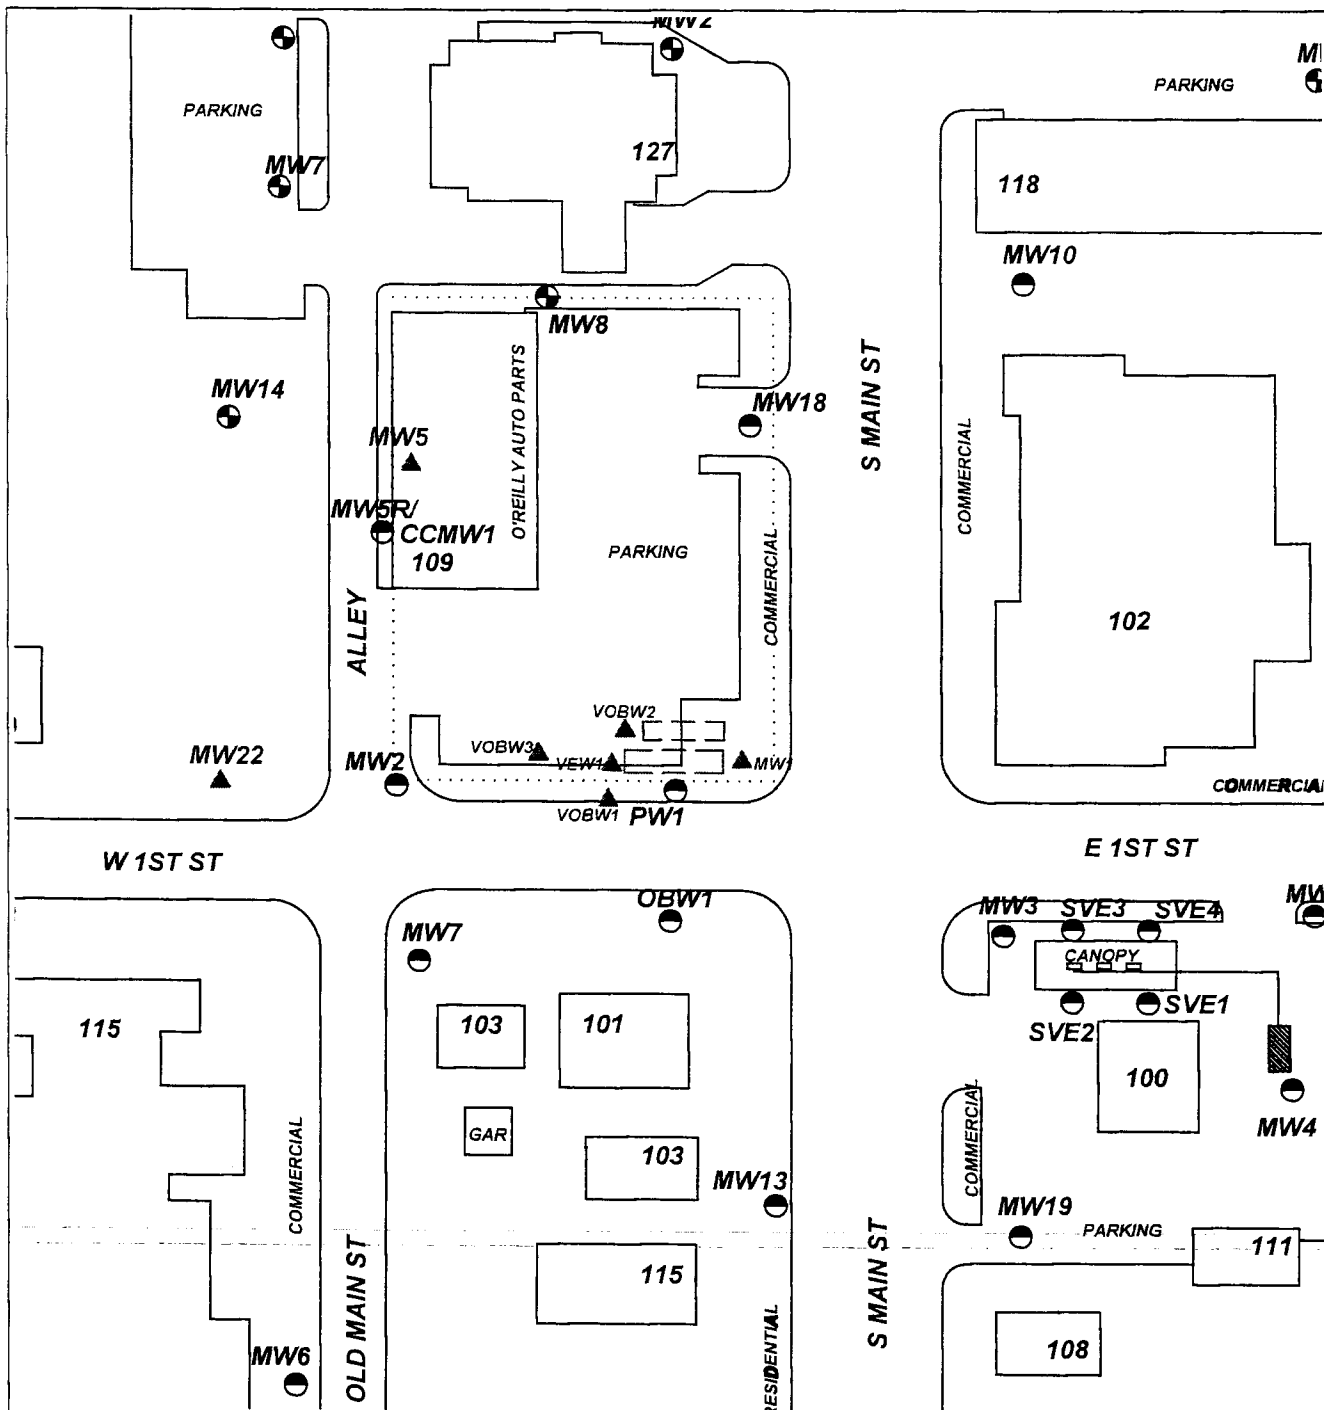 MW2
PARKING
MW7
127
PARKING
118
MW10
MW8
MW14
O'REILLY AUTO PARTS
MW18
S MAIN ST
COMMERCIAL
MW5
MW5R/
CCMW1
109
PARKING
COMMERCIAL
ALLEY
102
VOBW2
VOBW3
VEW1
MW1
MW22
MW2
VOBW1
PW1
COMMERCIAL
W 1ST ST
E 1ST ST
OBW1
MW7
MW3
SVE3
SVE4
MW
CANOPY
SVE1
SVE2
115
103
101
100
MW4
GAR
103
COMMERCIAL
COMMERCIAL
MW13
MW19
PARKING
111
115
S MAIN ST
OLD MAIN ST
MW6
RESIDENTIAL
108